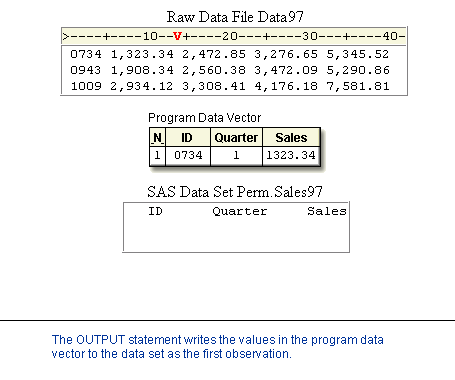 Raw Data File Data97
>----+----10--V+----20----+----30----+----40-
0734 1,323.34 2,472.85 3,276.65 5,345.52
0943 1,908.34 2,560.38 3,472.09 5,290.86
1009 2,934.12 3,308.41 4,176.18 7,581.81
Program Data Vector
_N_ ID Quarter Sales
1 0734 1 1323.34
SAS Data Set Perm.Sales97
ID Quarter Sales
The OUTPUT statement writes the values in the program data
vector to the data set as the first observation.